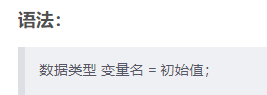 语法：
数据类型 变量名 = 初始值；